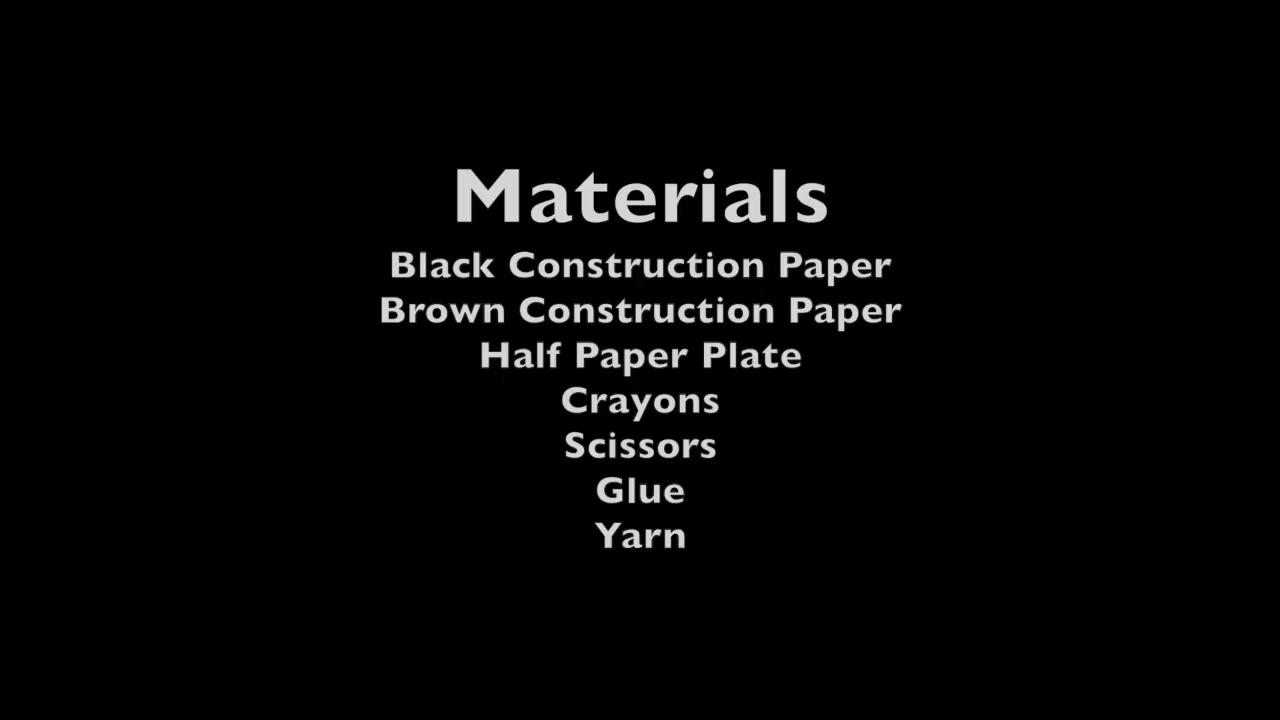 Materials
Black Construction Paper
Brown Construction Paper
Half Paper Plate
Crayons
Scissors
Glue
Yarn